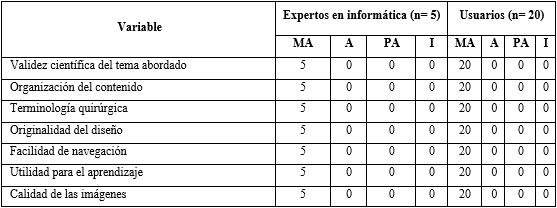 Variable Expertos en informática (n= 5) Usuarios (n= 20)
MA A PA I MA A PA I
Validez científica del tema abordado 5 0 0 0 20 0 0 0
Organización del contenido 5 0 0 0 20 0 0 0
Terminología quirúrgica 5 0 0 0 20 0 0 0
Originalidad del diseño 5 0 0 0 20 0 0 0
Facilidad de navegación 5 0 0 0 20 0 0 0
Utilidad para el aprendizaje 5 0 0 0 20 0 0 0
Calidad de las imágenes 5 0 0 0 20 0 0 0